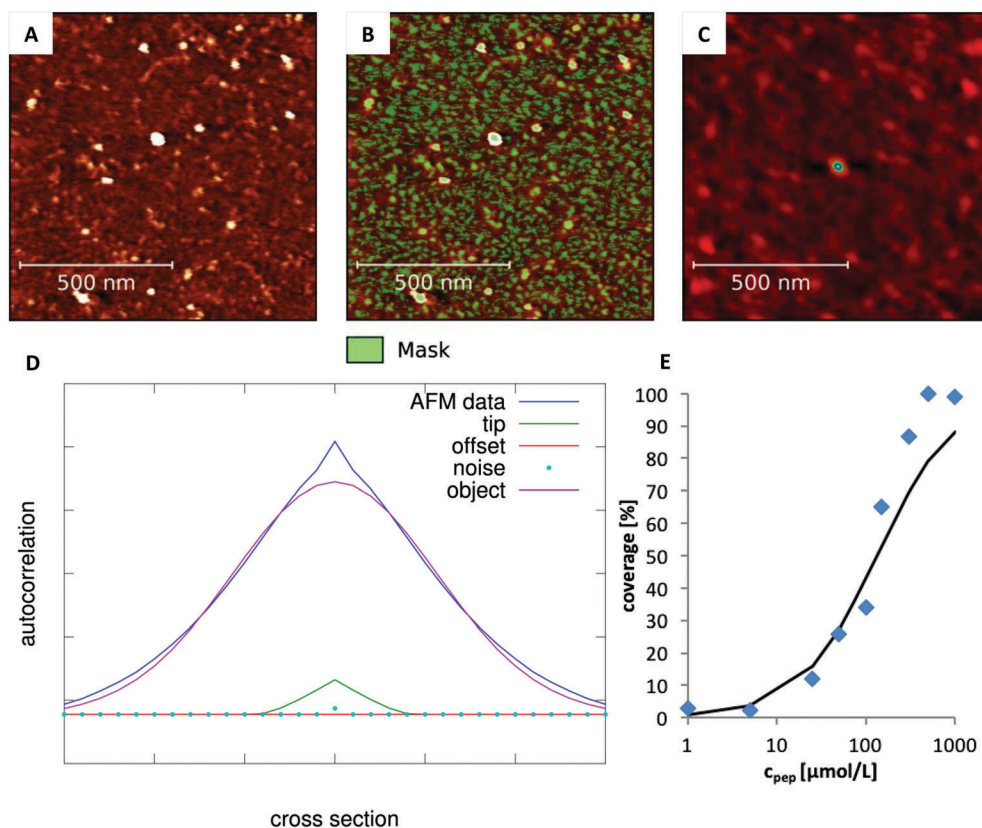 A
B
C
500 nm
500 nm
500 nm
Mask
D
AFM data
tip
offset
noise
object
autocorrelation
cross section
E
100
90
80
70
60
50
40
30
20
10
0
coverage [%]
1
10
100
1000
cpep [µmol/L]